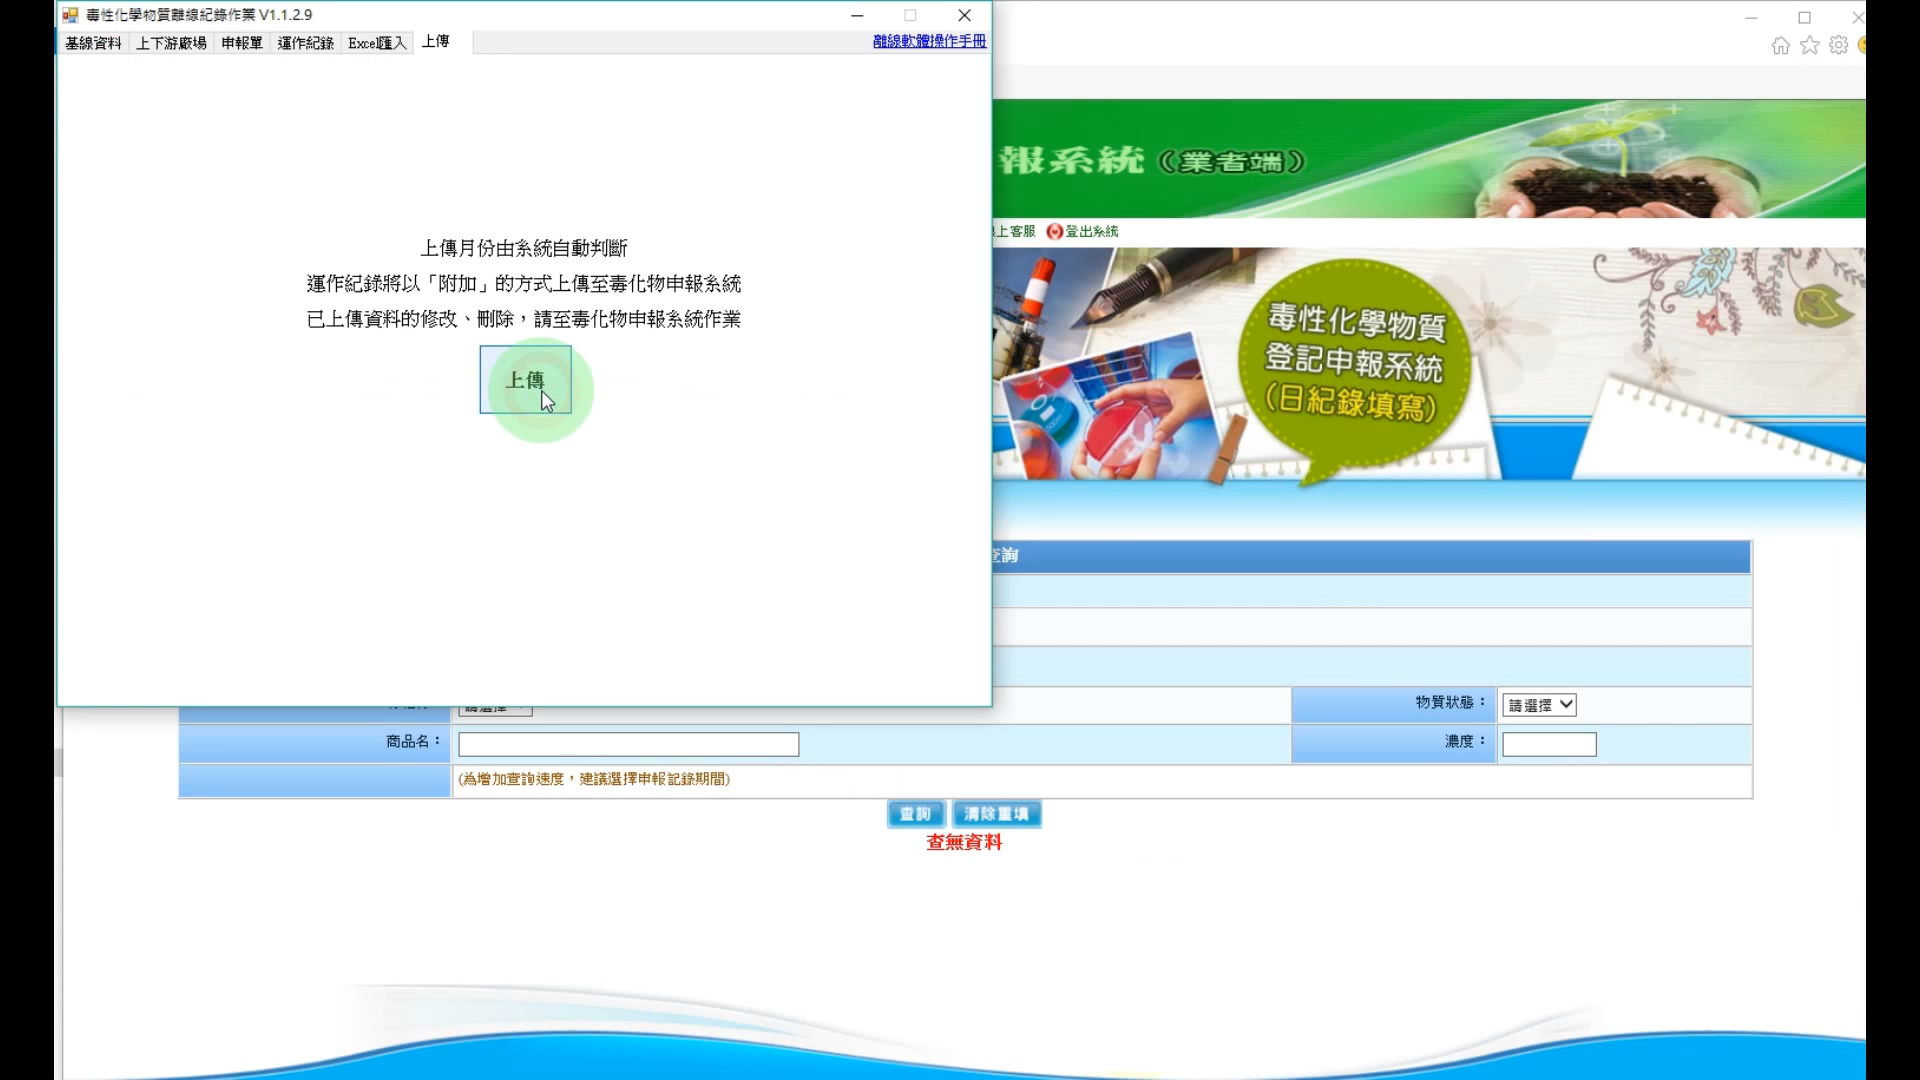 毒性化學物質離線紀錄作業 V1.1.2.9
基線資料 上下游廠場 申報單 運作紀錄 Excel匯入 上傳 離線軟體操作手冊
報系統（業者端）
上客服 登出系統
上傳月份由系統自動判斷
運作紀錄將以「附加」的方式上傳至毒化物申報系統
已上傳資料的修改、刪除，請至毒化物申報系統作業
上傳
毒性化學物質
登記申報系統
(日紀錄填寫)
查詢
請選擇
物質狀態： 請選擇
商品名： 濃度：
(為增加查詢速度，建議選擇申報記錄期間)
查詢 清除重填
查無資料